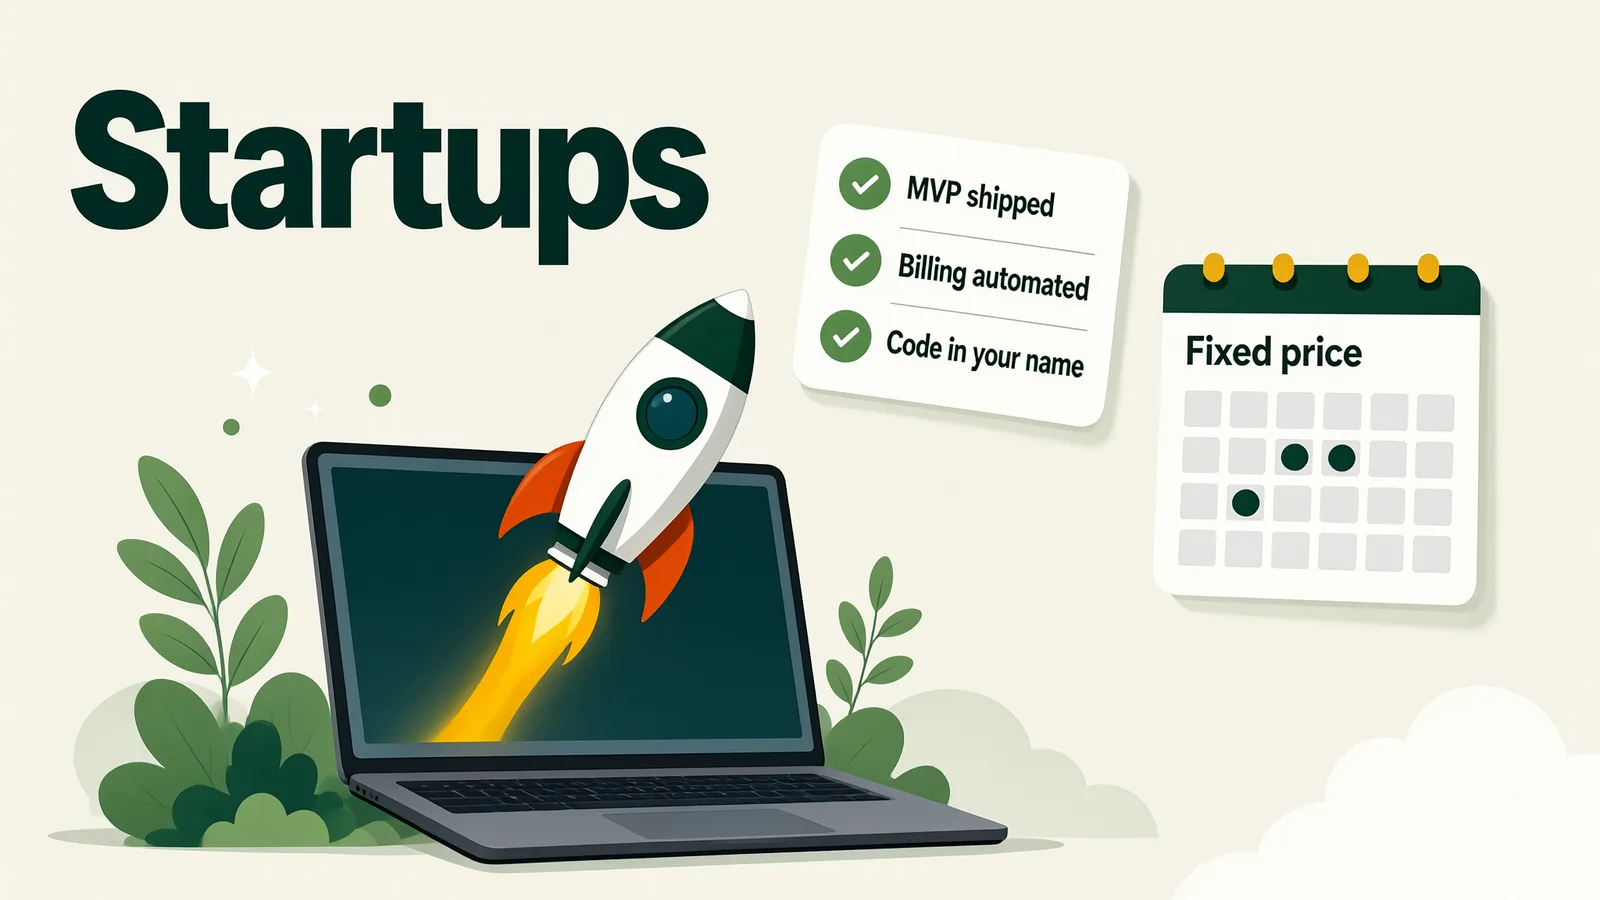 Startups
MVP shipped
Billing automated
Code in your name
Fixed price